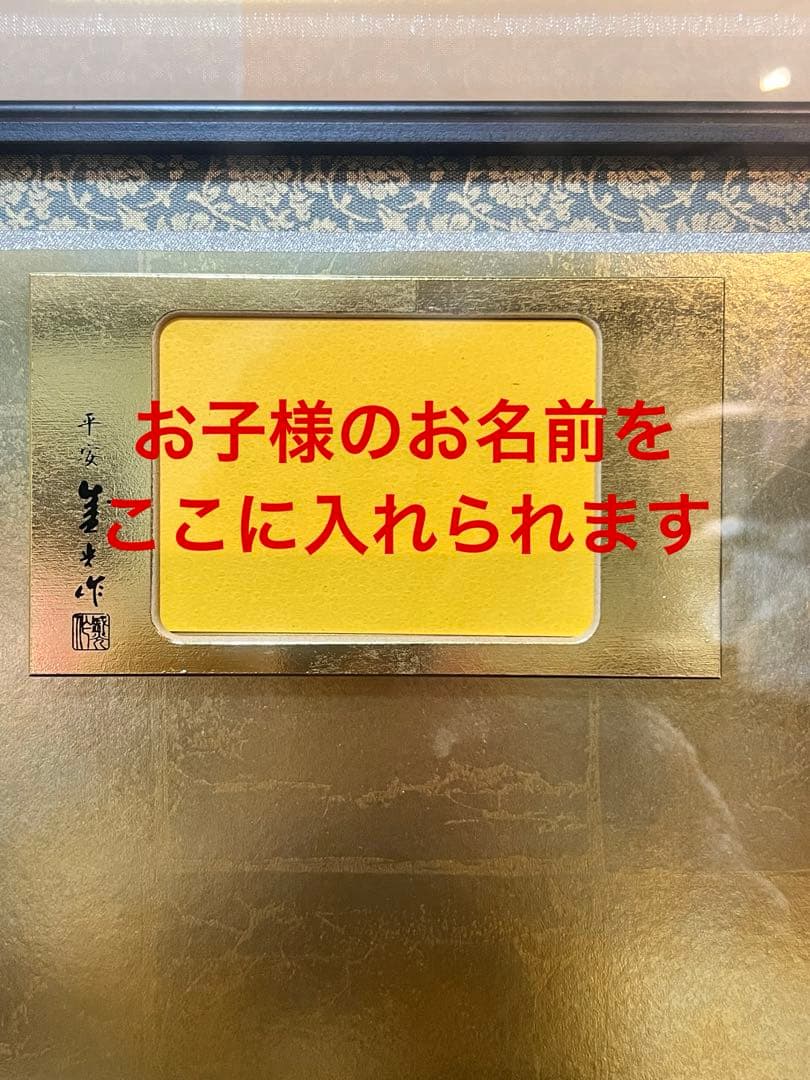 お子様のお名前を
ここに入れられます
平安
作